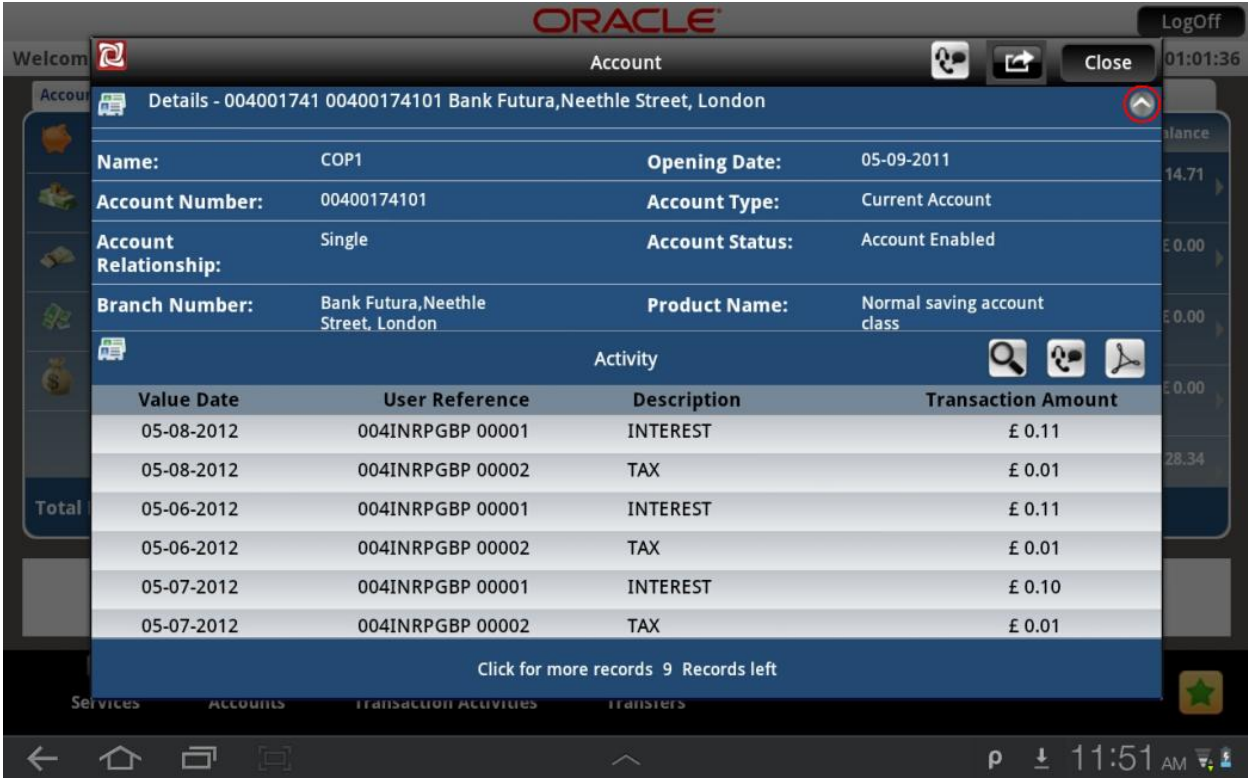 ORACLE
LogOff
Welcom
Account
Close
01:01:36
Accour
Details - 004001741 00400174101 Bank Futura,Neethle Street, London
alance
Name: COP1 Opening Date: 05-09-2011
14.71
Account Number: 00400174101 Account Type: Current Account
Account Single Account Status: Account Enabled
£ 0.00
Relationship:
Branch Number: Bank Futura,Neethle Product Name: Normal saving account
Street, London class
£ 0.00
Activity
£ 0.00
Value Date User Reference Description Transaction Amount
05-08-2012 004INRPGBP 00001 INTEREST £ 0.11
28.34
05-08-2012 004INRPGBP 00002 TAX £ 0.01
Total
05-06-2012 004INRPGBP 00001 INTEREST £ 0.11
05-06-2012 004INRPGBP 00002 TAX £ 0.01
05-07-2012 004INRPGBP 00001 INTEREST £ 0.10
05-07-2012 004INRPGBP 00002 TAX £ 0.01
Click for more records 9 Records left
Services Accounts Transaction Activities Transfers
11:51 AM